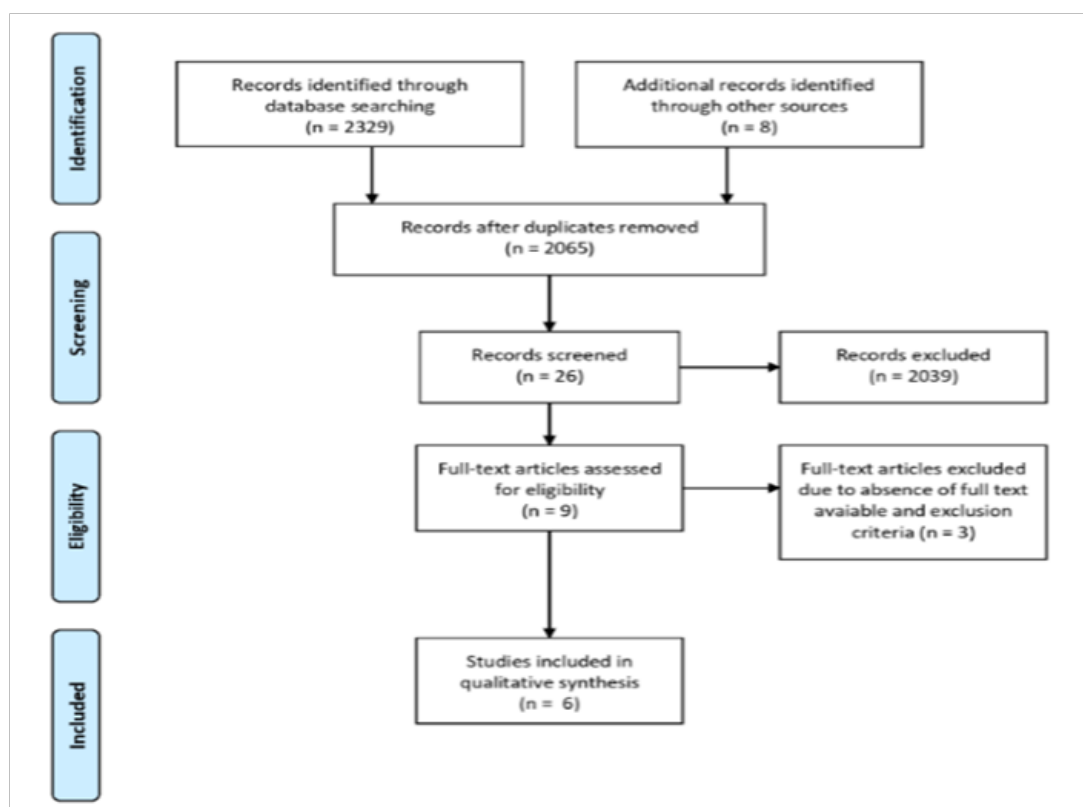 Identification
Records identified through
database searching
(n = 2329)
Additional records identified
through other sources
(n = 8)
Records after duplicates removed
(n = 2065)
Screening
Records screened
(n = 26)
Records excluded
(n = 2039)
Eligibility
Full-text articles assessed
for eligibility
(n = 9)
Full-text articles excluded
due to absence of full text
avaiable and exclusion
criteria (n = 3)
Included
Studies included in
qualitative synthesis
(n = 6)